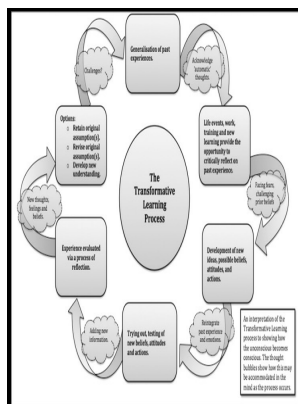 Generalisation of past
experiences.
Challenges?
Acknowledge
'automatic'
thoughts
Options:
o Retain original
assumption(s).
o Revise original
assumption(s).
o Develop new
understanding.
Life events, work,
training and new
learning provide the
opportunity to
critically reflect on
past experience.
The
Transformative
Learning
Process
New thoughts,
feelings and
beliefs.
Facing fears,
challenging
prior beliefs
Experience evaluated
via a process of
reflection.
Development of new
ideas, possible beliefs,
attitudes, and
actions.
Adding new
information.
Trying out, testing of
new beliefs, attitudes
and actions.
Reintegrate
past experience
and emotions.
An interpretation of the
Transformative Learning
process to showing how
the unconscious becomes
conscious. The thought
bubbles show how this may
be accommodated in the
mind as the process occurs.